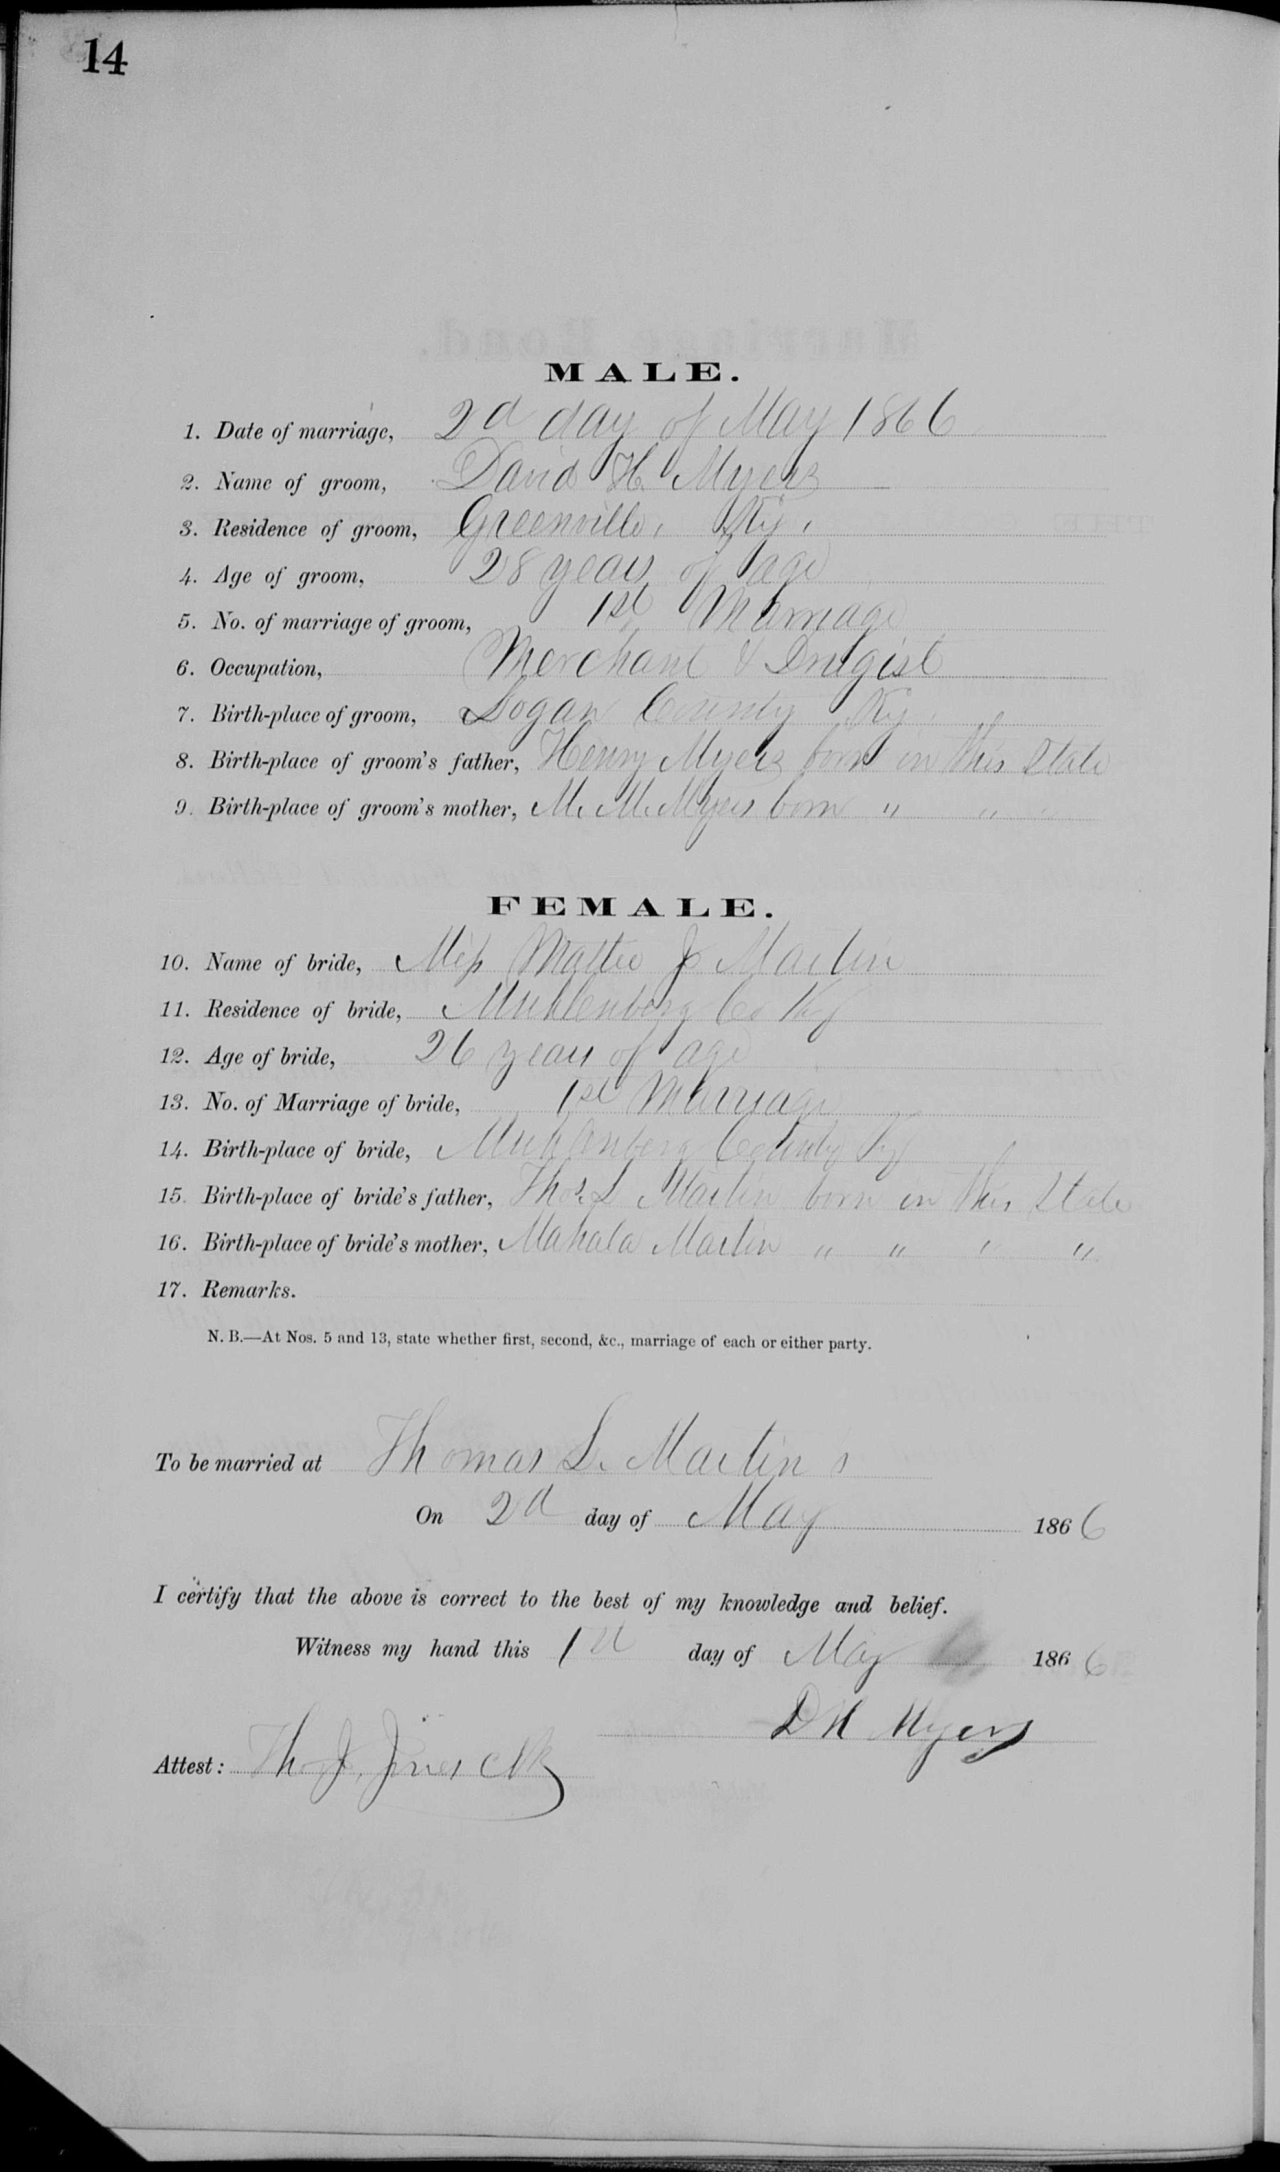 14
MALE.
1. Date of marriage, 2d day of May 1866
2. Name of groom, David H. Myers
3. Residence of groom, Greenville, Ky.
4. Age of groom, 28 years of age
5. No. of marriage of groom, 1st Marriage
6. Occupation, Merchant & Drugist
7. Birth-place of groom, Logan County Ky.
8. Birth-place of groom's father, Henry Myers born in this State
9. Birth-place of groom's mother, M. M. Myers born " "
FEMALE.
10. Name of bride, Miss Mattie J Martin
11. Residence of bride, Muhlenberg Co Ky
12. Age of bride, 26 years of age
13. No. of Marriage of bride, 1st Marriage
14. Birth-place of bride, Muhlenberg County Ky
15. Birth-place of bride's father, Thos. L Martin born in this State
16. Birth-place of bride's mother, Mahala Martin " " " "
17. Remarks.
N. B.—At Nos. 5 and 13, state whether first, second, &c., marriage of each or either party.
To be married at Thomas L. Martin s
On 2d day of May 1866
I certify that the above is correct to the best of my knowledge and belief.
Witness my hand this 1st day of May 1866
D H Myers
Attest: Tho. J. Jones Clk